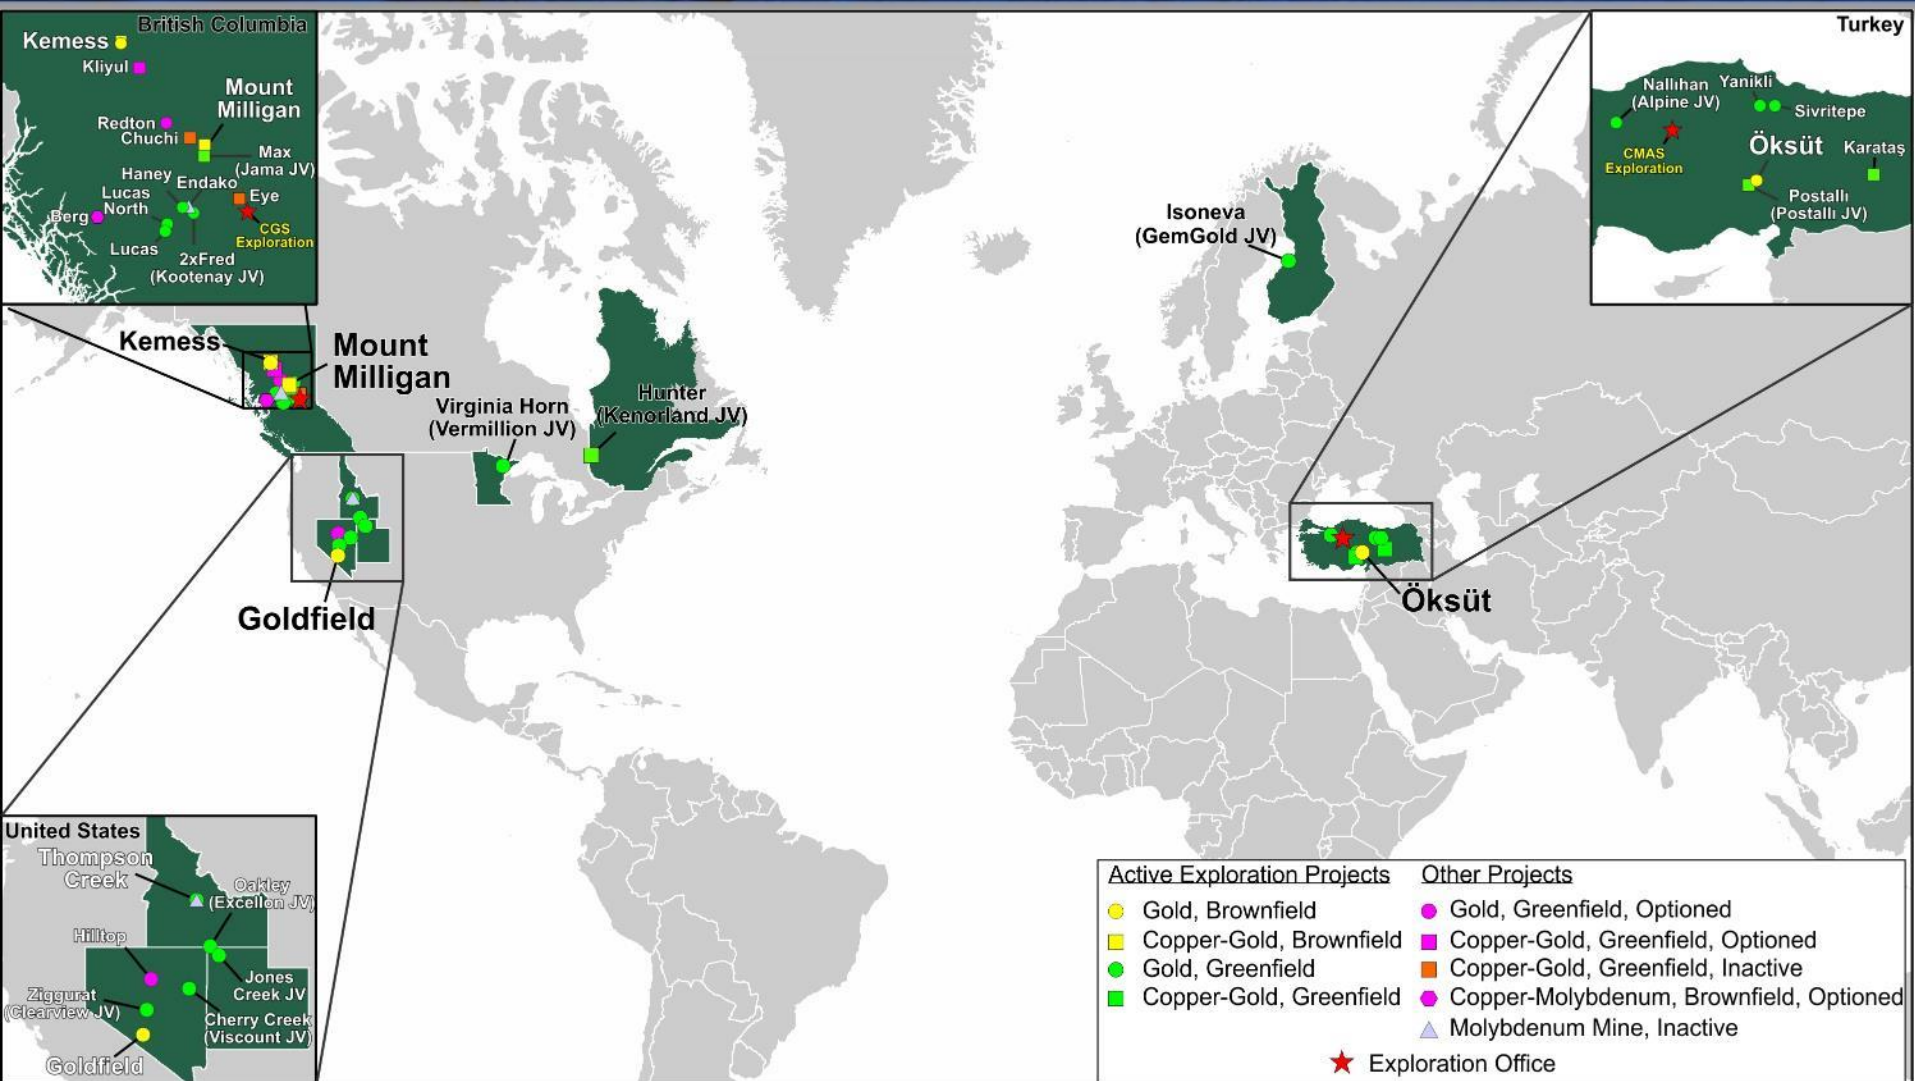 British Columbia
Kemess
Kliyul
Mount
Milligan
Redton
Chuchi
Max
(Jama JV)
Haney
Endako
Lucas
North
Eye
Berg
CGS
Exploration
Lucas
2xFred
(Kootenay JV)
Turkey
Nallıhan
(Alpine JV)
Yanikli
Sivritepe
CMAS
Exploration
Öksüt
Karataş
Postallı
(Postallı JV)
Isoneva
(GemGold JV)
Kemess
Mount
Milligan
Virginia Horn
(Vermillion JV)
Hunter
(Kenorland JV)
Goldfield
Öksüt
United States
Thompson
Creek
Oakley
(Excellon JV)
Hilltop
Jones
Creek JV
Ziggurat
(Clearview JV)
Cherry Creek
(Viscount JV)
Goldfield
Active Exploration Projects
Gold, Brownfield
Copper-Gold, Brownfield
Gold, Greenfield
Copper-Gold, Greenfield
Other Projects
Gold, Greenfield, Optioned
Copper-Gold, Greenfield, Optioned
Copper-Gold, Greenfield, Inactive
Copper-Molybdenum, Brownfield, Optioned
Molybdenum Mine, Inactive
Exploration Office